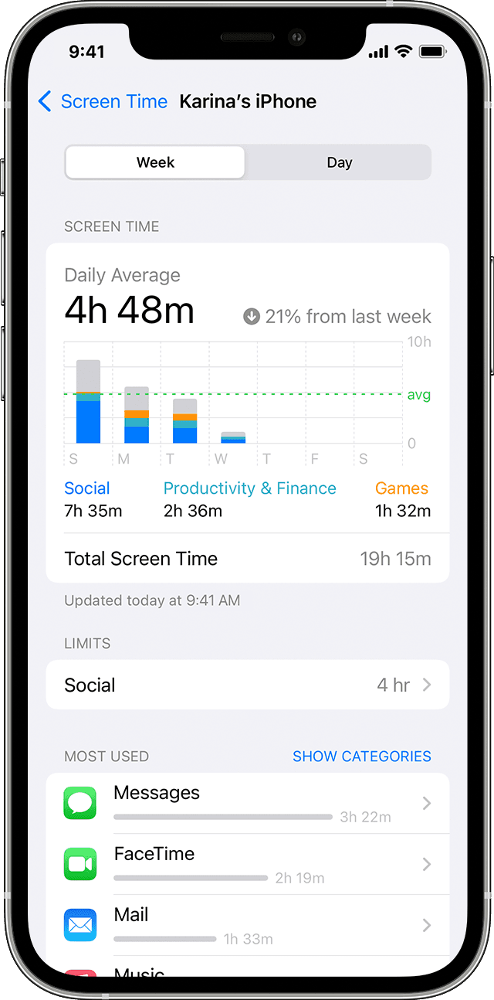 9:41
Screen Time Karina’s iPhone
Week Day
SCREEN TIME
Daily Average
4h 48m 21% from last week
10h
avg
0
S M T W T F S
Social Productivity & Finance Games
7h 35m 2h 36m 1h 32m
Total Screen Time 19h 15m
Updated today at 9:41 AM
LIMITS
Social 4 hr
MOST USED SHOW CATEGORIES
Messages
3h 22m
FaceTime
2h 19m
Mail
1h 33m
Music